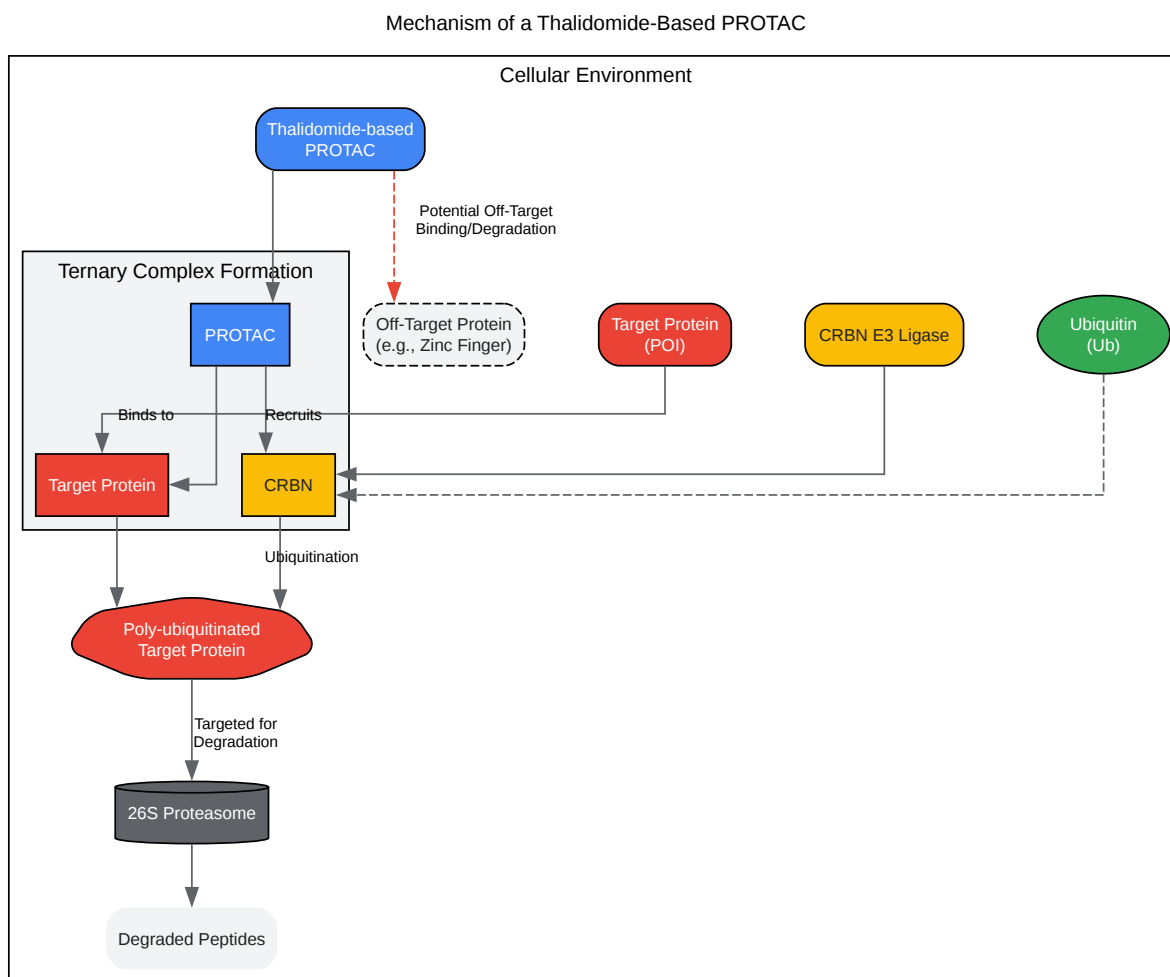 Mechanism of a Thalidomide-Based PROTAC
Cellular Environment
Thalidomide-based
PROTAC
Potential Off-Target
Binding/Degradation
Ternary Complex Formation
PROTAC
Off-Target Protein
(e.g., Zinc Finger)
Target Protein
(POI)
CRBN E3 Ligase
Ubiquitin
(Ub)
Binds to
Recruits
Target Protein
CRBN
Ubiquitination
Poly-ubiquitinated
Target Protein
Targeted for
Degradation
26S Proteasome
Degraded Peptides